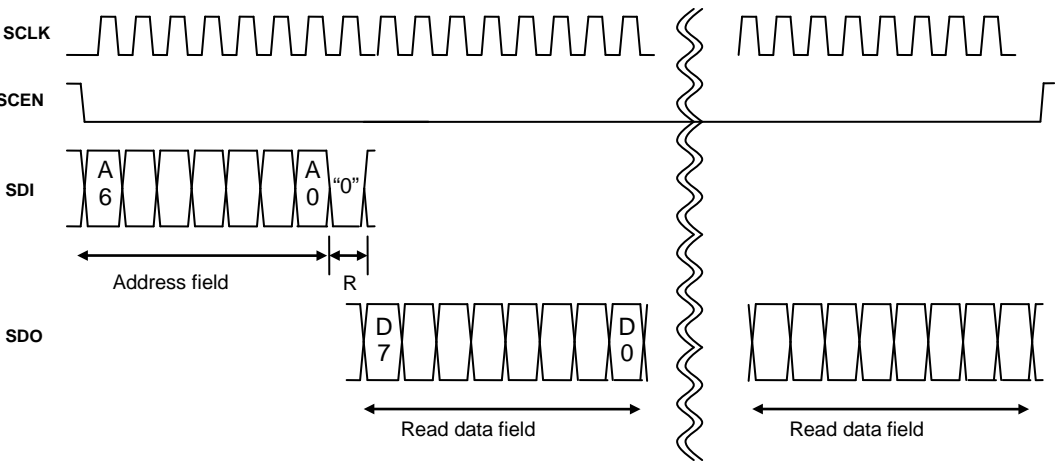 SCLK
SCEN
SDI
A
6
A
0
“0”
Address field
R
SDO
D
7
D
0
Read data field
Read data field